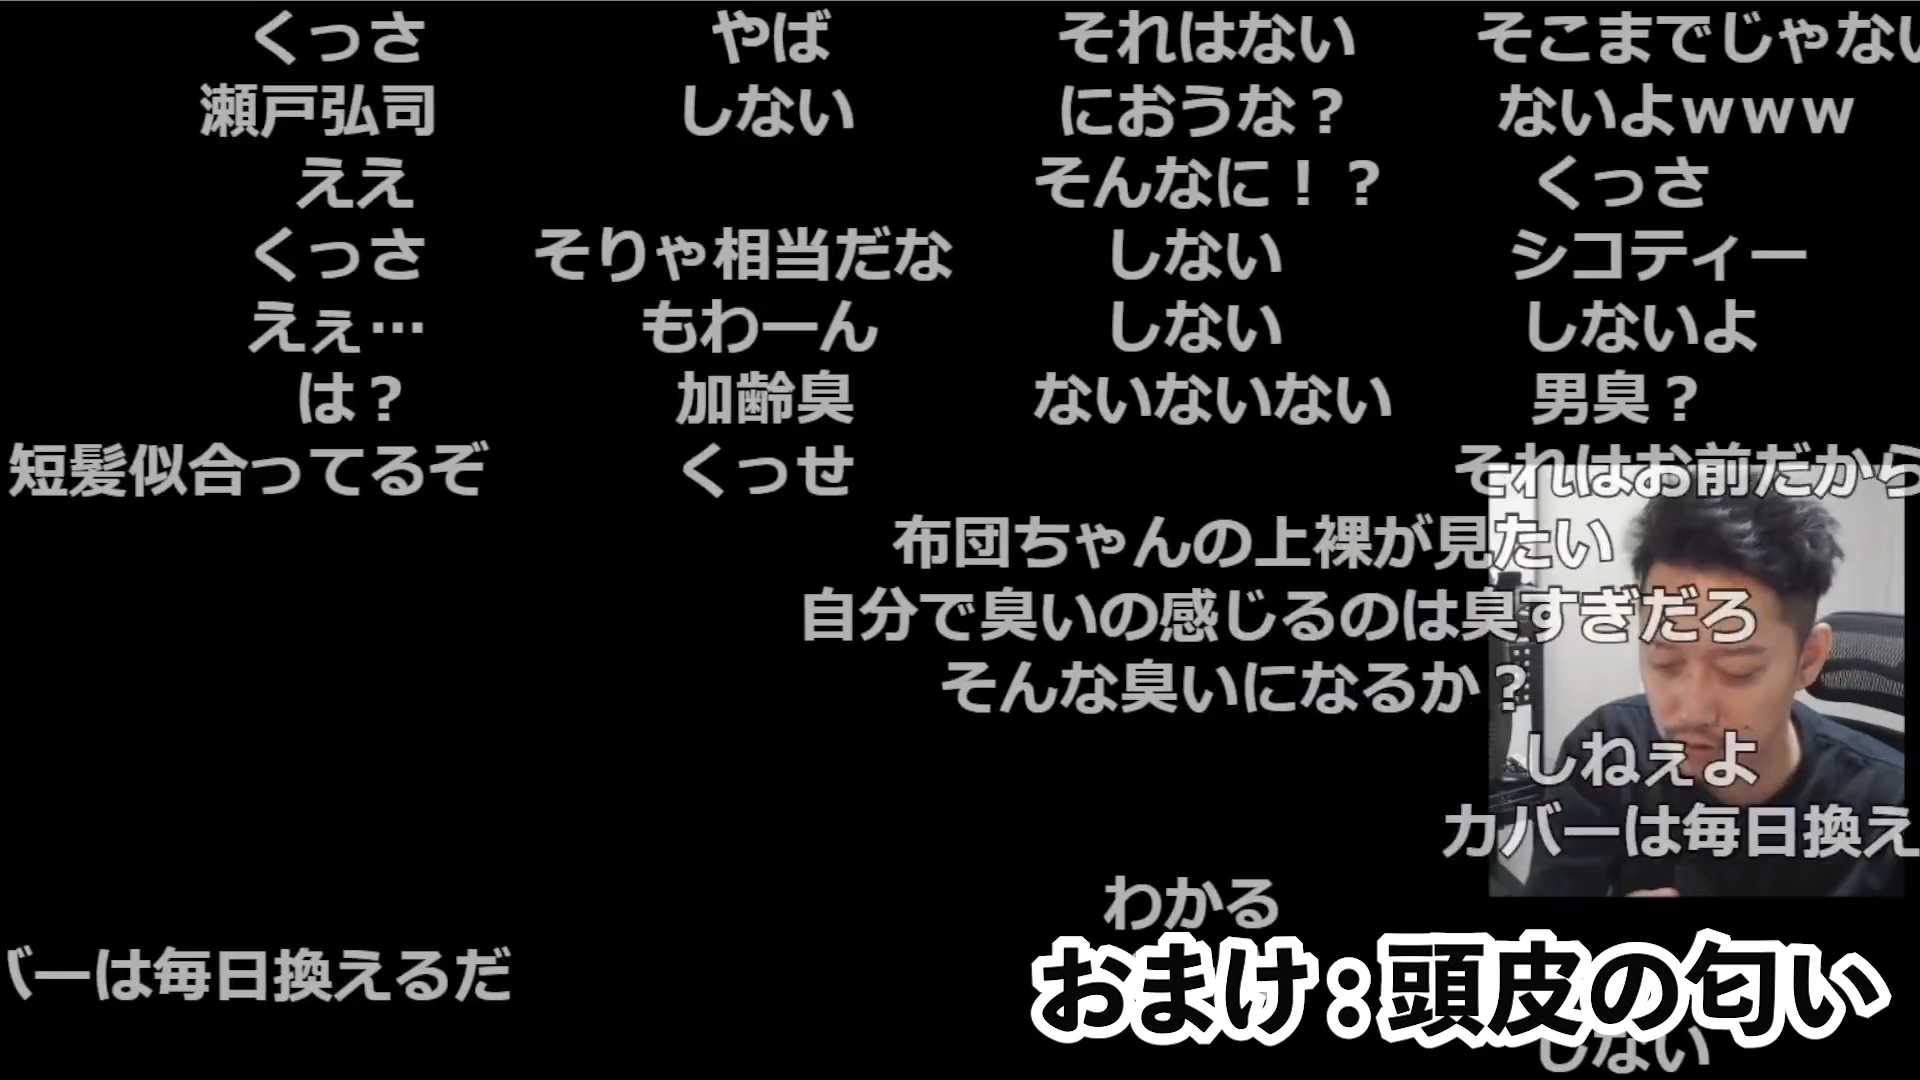 くっさ
やば
それはない
そこまでじゃない
瀬戸弘司
しない
におうな？
ないよｗｗｗ
ええ
そんなに！？
くっさ
くっさ
そりゃ相当だな
しない
シコティー
えぇ…
もわーん
しない
しないよ
は？
加齢臭
ないないない
男臭？
短髪似合ってるぞ
くっせ
それはお前だから
布団ちゃんの上裸が見たい
自分で臭いの感じるのは臭すぎだろ
そんな臭いになるか？
しねぇよ
カバーは毎日換え
わかる
バーは毎日換えるだ
おまけ：頭皮の匂い
しない